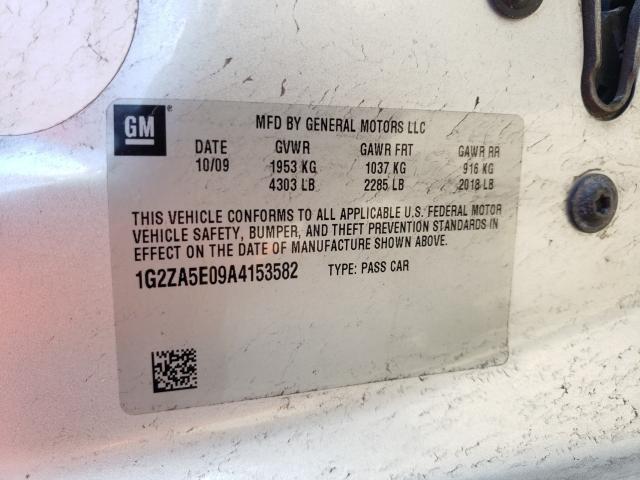 GM ®
MFD BY GENERAL MOTORS LLC
DATE GVWR GAWR FRT GAWR RR
10/09 1953 KG 1037 KG 916 KG
4303 LB 2285 LB 2018 LB
THIS VEHICLE CONFORMS TO ALL APPLICABLE U.S. FEDERAL MOTOR
VEHICLE SAFETY, BUMPER, AND THEFT PREVENTION STANDARDS IN
EFFECT ON THE DATE OF MANUFACTURE SHOWN ABOVE.
1G2ZA5E09A4153582 TYPE: PASS CAR